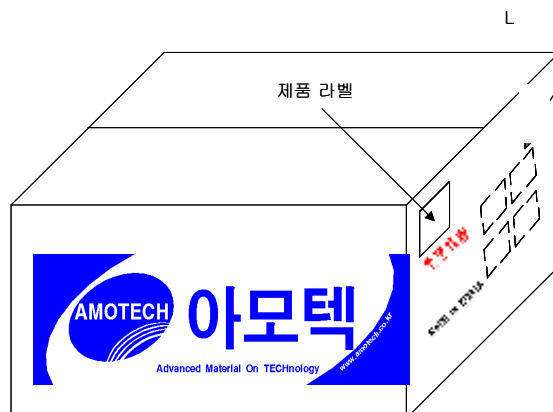 L
제품 라벨
AMOTECH
아모텍
Advanced Material On TECHnology
www.amotech.co.kr